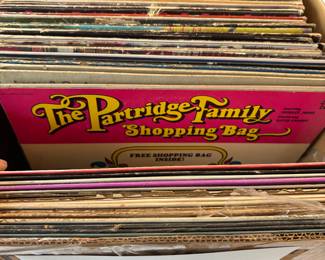 The Partridge Family
Shopping Bag
FREE SHOPPING BAG
INSIDE!